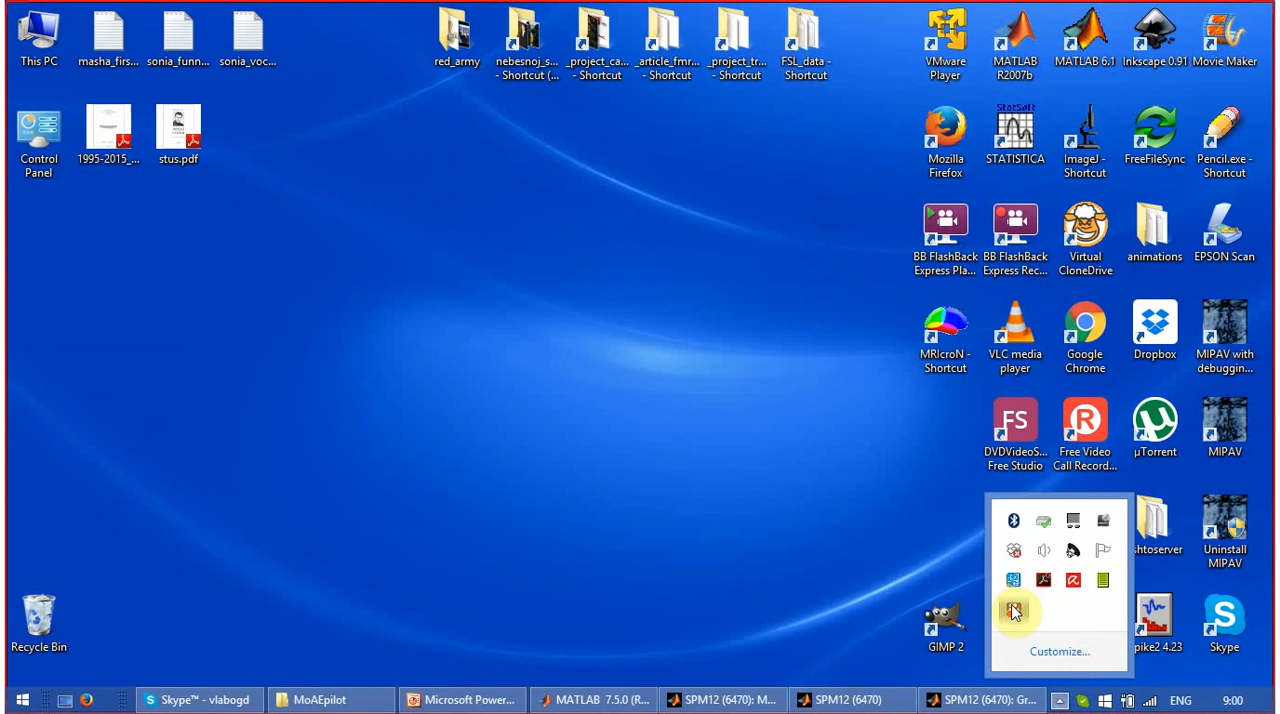 This PC
masha_firs...
sonia_funn...
sonia_voc...
red_army
nebesnoj_s...
- Shortcut (...
_project_ca...
- Shortcut
_article_fmr...
- Shortcut
_project_tr...
- Shortcut
FSL_data -
Shortcut
VMware
Player
MATLAB
R2007b
MATLAB 6.1
Inkscape 0.91
Movie Maker
Control
Panel
1995-2015_...
stus.pdf
Mozilla
Firefox
StatSoft
STATISTICA
ImageJ -
Shortcut
FreeFileSync
Pencil.exe -
Shortcut
BB FlashBack
Express Pla...
BB FlashBack
Express Rec...
Virtual
CloneDrive
animations
EPSON Scan
MRIcroN -
Shortcut
VLC media
player
Google
Chrome
Dropbox
MIPAV with
debuggin...
FS
DVDVideoS...
Free Studio
R
Free Video
Call Record...
µTorrent
MIPAV
shtoserver
Uninstall
MIPAV
Recycle Bin
GIMP 2
Customize...
pike2 4.23
Skype
Skype™ - vlabogd
MoAEpilot
Microsoft Power...
MATLAB 7.5.0 (R...
SPM12 (6470): M...
SPM12 (6470)
SPM12 (6470): Gr...
ENG
9:00